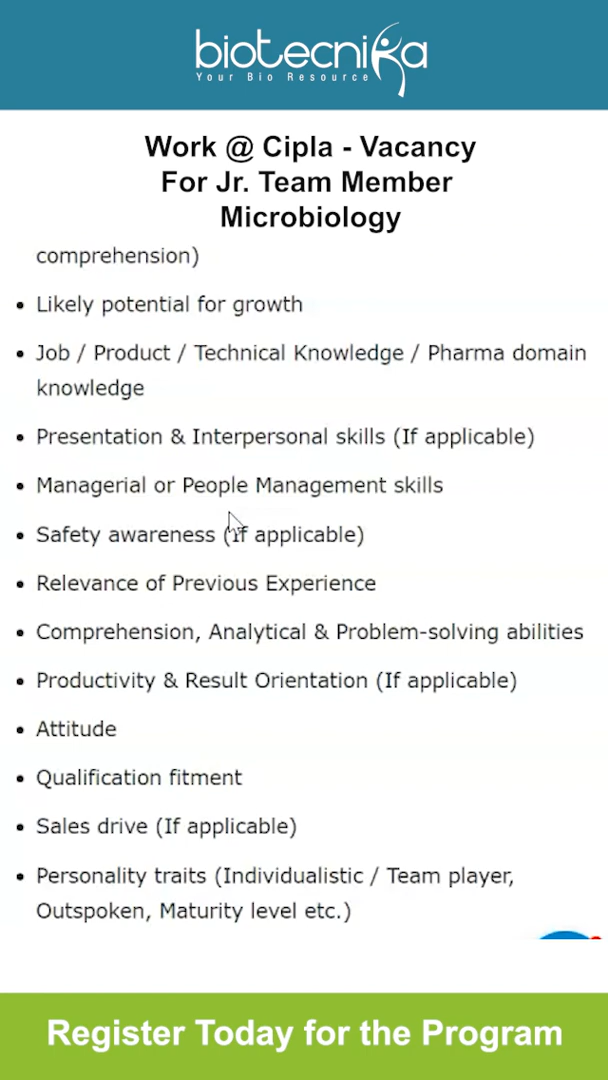 biotecnika
Your Bio Resource
Work @ Cipla - Vacancy
For Jr. Team Member
Microbiology
comprehension)
• Likely potential for growth
• Job / Product / Technical Knowledge / Pharma domain
knowledge
• Presentation & Interpersonal skills (If applicable)
• Managerial or People Management skills
• Safety awareness (If applicable)
• Relevance of Previous Experience
• Comprehension, Analytical & Problem-solving abilities
• Productivity & Result Orientation (If applicable)
• Attitude
• Qualification fitment
• Sales drive (If applicable)
• Personality traits (Individualistic / Team player,
Outspoken, Maturity level etc.)
Register Today for the Program